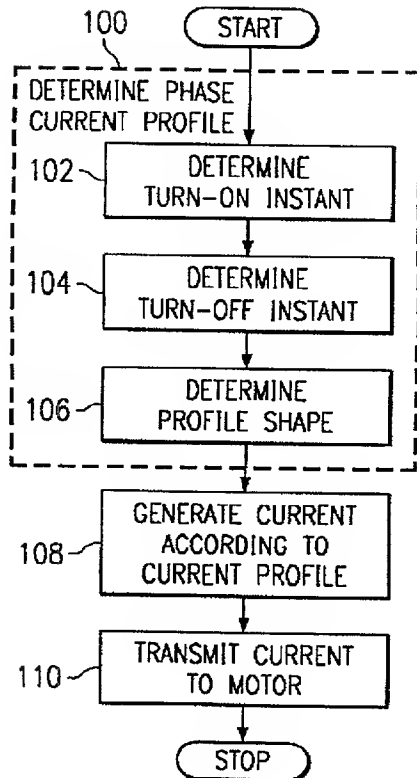 100
START
DETERMINE PHASE
CURRENT PROFILE
102
DETERMINE
TURN-ON INSTANT
104
DETERMINE
TURN-OFF INSTANT
106
DETERMINE
PROFILE SHAPE
108
GENERATE CURRENT
ACCORDING TO
CURRENT PROFILE
110
TRANSMIT CURRENT
TO MOTOR
STOP